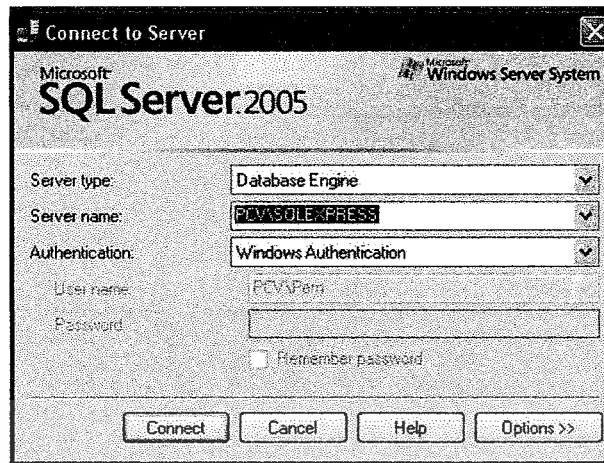 Connect to Server
Microsoft
SQL Server 2005
Microsoft
Windows Server System
Server type: Database Engine
Server name: PCV\SQLEXPRESS
Authentication: Windows Authentication
User name: PCV\Pam
Password:
Remember password
Connect Cancel Help Options >>